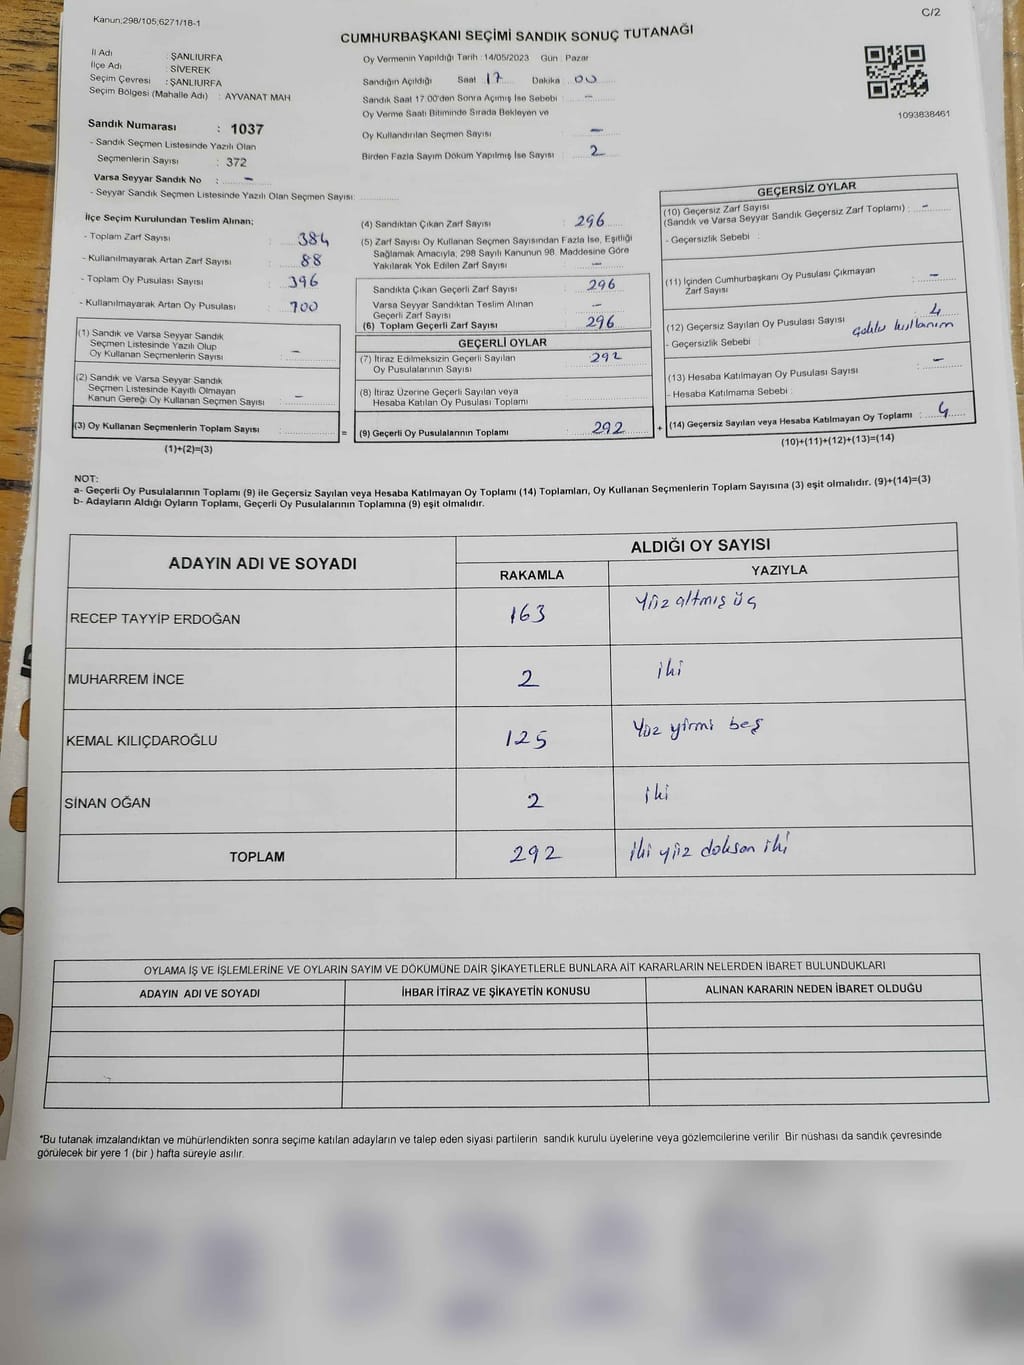 Kanun;298/105;6271/18-1
C/2
CUMHURBAŞKANI SEÇİMİ SANDIK SONUÇ TUTANAĞI
İl Adı : ŞANLIURFA
İlçe Adı : SİVEREK
Seçim Çevresi : ŞANLIURFA
Seçim Bölgesi (Mahalle Adı) : AYVANAT MAH
Oy Vermenin Yapıldığı Tarih : 14/05/2023 Gün : Pazar
Sandığın Açıldığı Saat 17 Dakika 00
Sandık Saat 17:00'den Sonra Açılmış İse Sebebi : -
Oy Verme Saati Bitiminde Sırada Bekleyen ve
Oy Kullandırılan Seçmen Sayısı : -
Birden Fazla Sayım Döküm Yapılmış İse Sayısı : 2
1093838461
Sandık Numarası : 1037
- Sandık Seçmen Listesinde Yazılı Olan
Seçmenlerin Sayısı : 372
Varsa Seyyar Sandık No : -
- Seyyar Sandık Seçmen Listesinde Yazılı Olan Seçmen Sayısı:
İlçe Seçim Kurulundan Teslim Alınan;
- Toplam Zarf Sayısı : 384
- Kullanılmayarak Artan Zarf Sayısı : 88
- Toplam Oy Pusulası Sayısı : 396
- Kullanılmayarak Artan Oy Pusulası : 100
(1) Sandık ve Varsa Seyyar Sandık
Seçmen Listesinde Yazılı Olup
Oy Kullanan Seçmenlerin Sayısı : -
(2) Sandık ve Varsa Seyyar Sandık
Seçmen Listesinde Kayıtlı Olmayan
Kanun Gereği Oy Kullanan Seçmen Sayısı : -
(3) Oy Kullanan Seçmenlerin Toplam Sayısı :
(1)+(2)=(3)
(4) Sandıktan Çıkan Zarf Sayısı : 296
(5) Zarf Sayısı Oy Kullanan Seçmen Sayısından Fazla İse, Eşitliği
Sağlamak Amacıyla; 298 Sayılı Kanunun 98. Maddesine Göre
Yakılarak Yok Edilen Zarf Sayısı : -
Sandıkta Çıkan Geçerli Zarf Sayısı : 296
Varsa Seyyar Sandıktan Teslim Alınan
Geçerli Zarf Sayısı : -
(6) Toplam Geçerli Zarf Sayısı : 296
GEÇERLİ OYLAR
(7) İtiraz Edilmeksizin Geçerli Sayılan
Oy Pusulalarının Sayısı : 292
(8) İtiraz Üzerine Geçerli Sayılan veya
Hesaba Katılan Oy Pusulası Toplamı :
= (9) Geçerli Oy Pusulalarının Toplamı : 292
GEÇERSİZ OYLAR
(10) Geçersiz Zarf Sayısı
(Sandık ve Varsa Seyyar Sandık Geçersiz Zarf Toplamı) : -
- Geçersizlik Sebebi :
(11) İçinden Cumhurbaşkanı Oy Pusulası Çıkmayan
Zarf Sayısı : -
(12) Geçersiz Sayılan Oy Pusulası Sayısı : 4
- Geçersizlik Sebebi : çoklu kullanım
(13) Hesaba Katılmayan Oy Pusulası Sayısı : -
- Hesaba Katılmama Sebebi :
+ (14) Geçersiz Sayılan veya Hesaba Katılmayan Oy Toplamı : 4
(10)+(11)+(12)+(13)=(14)
NOT:
a- Geçerli Oy Pusulalarının Toplamı (9) ile Geçersiz Sayılan veya Hesaba Katılmayan Oy Toplamı (14) Toplamları, Oy Kullanan Seçmenlerin Toplam Sayısına (3) eşit olmalıdır. (9)+(14)=(3)
b- Adayların Aldığı Oyların Toplamı, Geçerli Oy Pusulalarının Toplamına (9) eşit olmalıdır.
ADAYIN ADI VE SOYADI
ALDIĞI OY SAYISI
RAKAMLA YAZIYLA
RECEP TAYYİP ERDOĞAN 163 Yüz altmış üç
MUHARREM İNCE 2 iki
KEMAL KILIÇDAROĞLU 125 Yüz yirmi beş
SİNAN OĞAN 2 iki
TOPLAM 292 iki yüz doksan iki
OYLAMA İŞ VE İŞLEMLERİNE VE OYLARIN SAYIM VE DÖKÜMÜNE DAİR ŞİKAYETLERLE BUNLARA AİT KARARLARIN NELERDEN İBARET BULUNDUKLARI
ADAYIN ADI VE SOYADI İHBAR İTİRAZ VE ŞİKAYETİN KONUSU ALINAN KARARIN NEDEN İBARET OLDUĞU
*Bu tutanak imzalandıktan ve mühürlendikten sonra seçime katılan adayların ve talep eden siyasi partilerin sandık kurulu üyelerine veya gözlemcilerine verilir Bir nüshası da sandık çevresinde
görülecek bir yere 1 (bir ) hafta süreyle asılır.